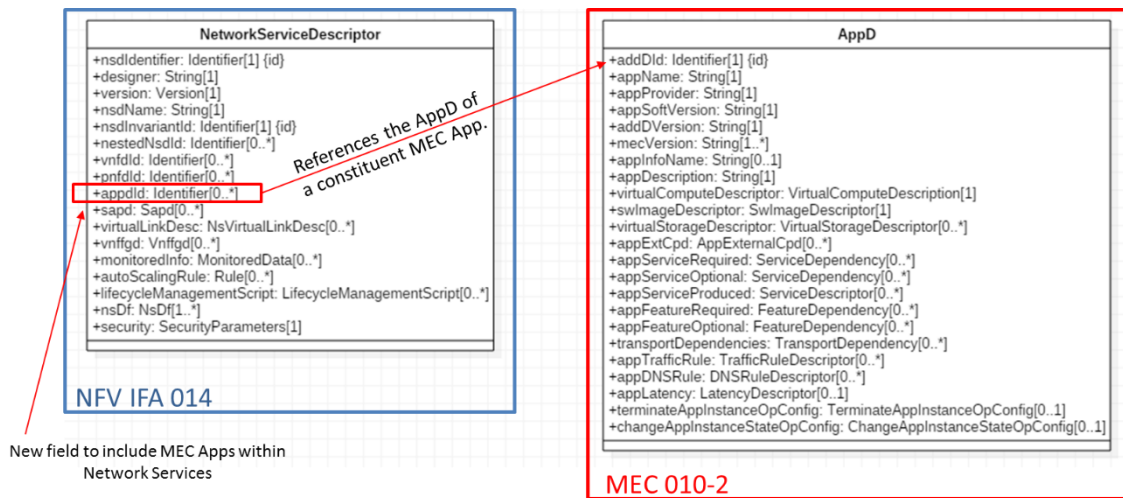 NetworkServiceDescriptor
+nsdIdentifier: Identifier[1] {id}
+designer: String[1]
+version: Version[1]
+nsdName: String[1]
+nsdInvariantId: Identifier[1] {id}
+nestedNsdId: Identifier[0..*]
+vnfdId: Identifier[0..*]
+pnfdId: Identifier[0..*]
+appdId: Identifier[0..*]
+sapd: Sapd[0..*]
+virtualLinkDesc: NsVirtualLinkDesc[0..*]
+vnffgd: Vnffgd[0..*]
+monitoredInfo: MonitoredData[0..*]
+autoScalingRule: Rule[0..*]
+lifecycleManagementScript: LifecycleManagementScript[0..*]
+nsDf: NsDf[1..*]
+security: SecurityParameters[1]
NFV IFA 014
New field to include MEC Apps within
Network Services
References the AppD of
a constituent MEC App.
AppD
+addDId: Identifier[1] {id}
+appName: String[1]
+appProvider: String[1]
+appSoftVersion: String[1]
+addDVersion: String[1]
+mecVersion: String[1..*]
+appInfoName: String[0..1]
+appDescription: String[1]
+virtualComputeDescriptor: VirtualComputeDescription[1]
+swImageDescriptor: SwImageDescriptor[1]
+virtualStorageDescriptor: VirtualStorageDescriptor[0..*]
+appExtCpd: AppExternalCpd[0..*]
+appServiceRequired: ServiceDependency[0..*]
+appServiceOptional: ServiceDependency[0..*]
+appServiceProduced: ServiceDescriptor[0..*]
+appFeatureRequired: FeatureDependency[0..*]
+appFeatureOptional: FeatureDependency[0..*]
+transportDependencies: TransportDependency[0..*]
+appTrafficRule: TrafficRuleDescriptor[0..*]
+appDNSRule: DNSRuleDescriptor[0..*]
+appLatency: LatencyDescriptor[0..1]
+terminateAppInstanceOpConfig: TerminateAppInstanceOpConfig[0..1]
+changeAppInstanceStateOpConfig: ChangeAppInstanceStateOpConfig[0..1]
MEC 010-2